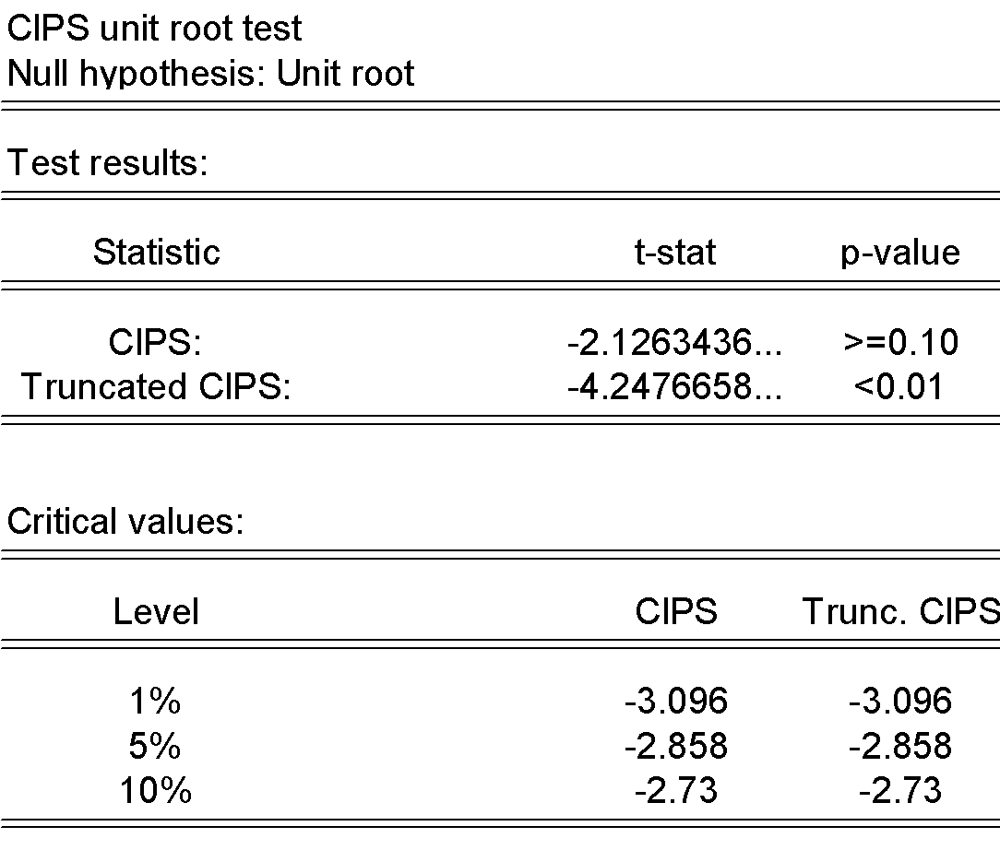 CIPS unit root test
Null hypothesis: Unit root
Test results:
Statistic t-stat p-value
CIPS: -2.1263436... >=0.10
Truncated CIPS: -4.2476658... <0.01
Critical values:
Level CIPS Trunc. CIPS
1% -3.096 -3.096
5% -2.858 -2.858
10% -2.73 -2.73